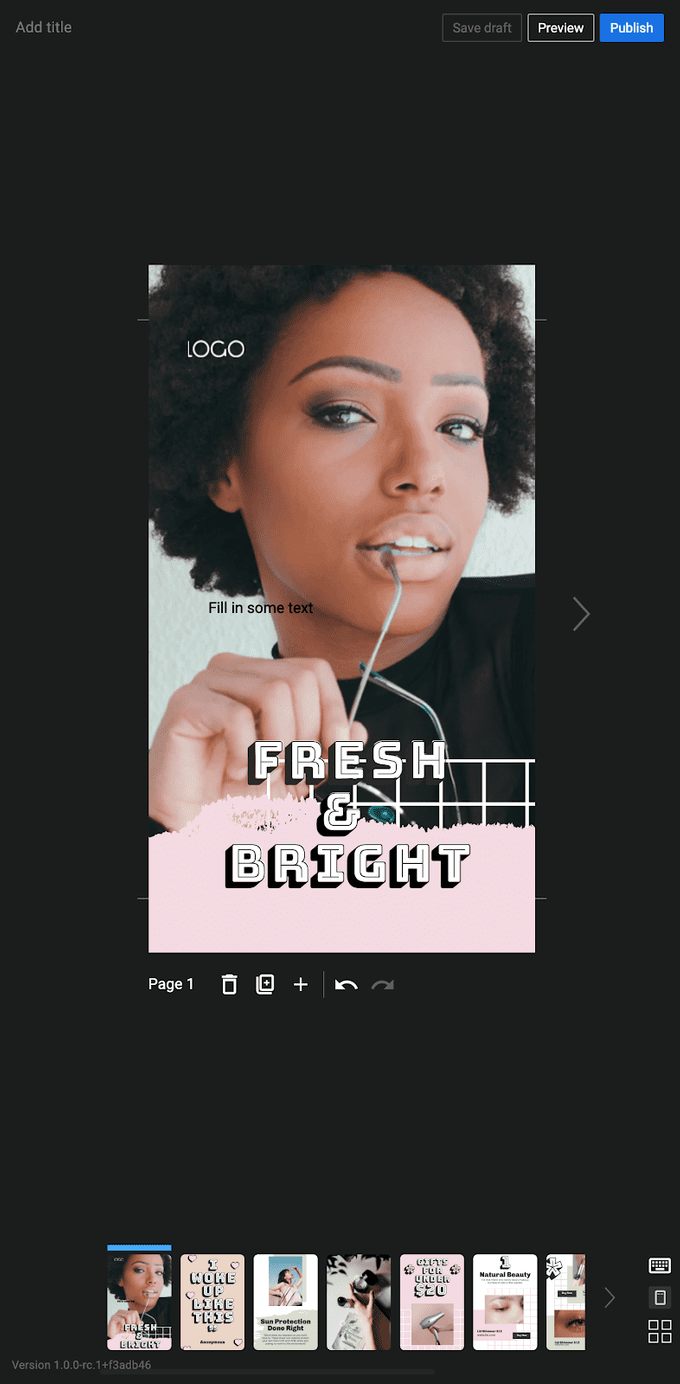 Add title
Save draft
Preview
Publish
LOGO
Fill in some text
FRESH
&
BRIGHT
Page 1
FRESH
&
BRIGHT
I
WOKE
UP
LIKE
THIS
Anonymous
Sun Protection
Done Right
GIFTS
FOR
UNDER
$20
1
Natural Beauty
Version 1.0.0-rc.1+f3adb46